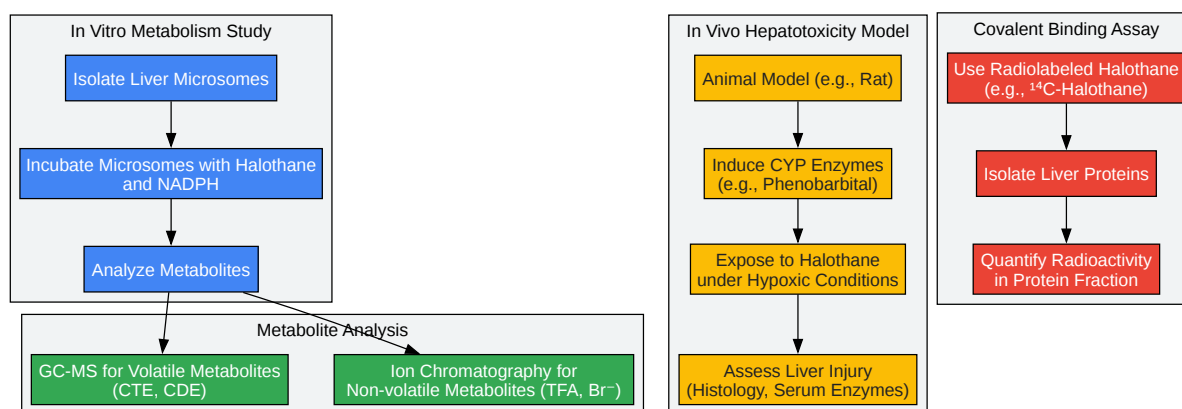 In Vitro Metabolism Study
Isolate Liver Microsomes
Incubate Microsomes with Halothane
and NADPH
Analyze Metabolites
Metabolite Analysis
GC-MS for Volatile Metabolites
(CTE, CDE)
Ion Chromatography for
Non-volatile Metabolites (TFA, Br⁻)
In Vivo Hepatotoxicity Model
Animal Model (e.g., Rat)
Induce CYP Enzymes
(e.g., Phenobarbital)
Expose to Halothane
under Hypoxic Conditions
Assess Liver Injury
(Histology, Serum Enzymes)
Covalent Binding Assay
Use Radiolabeled Halothane
(e.g., ¹⁴C-Halothane)
Isolate Liver Proteins
Quantify Radioactivity
in Protein Fraction